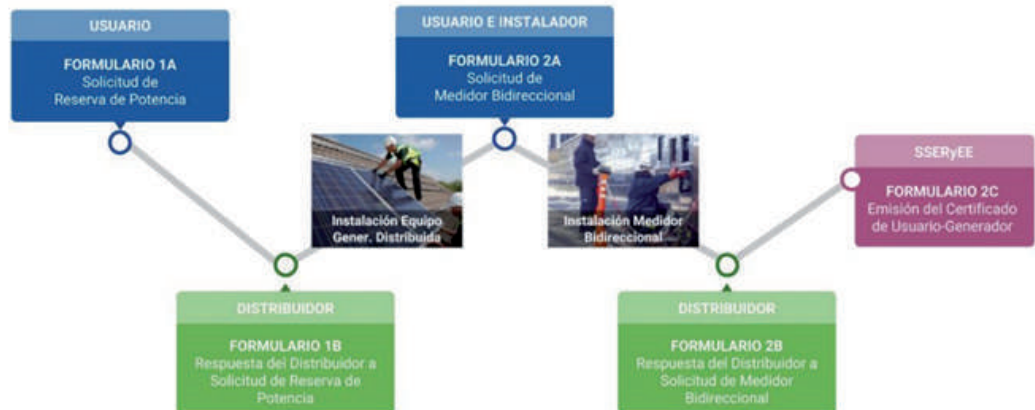 USUARIO
FORMULARIO 1A
Solicitud de
Reserva de Potencia
DISTRIBUIDOR
FORMULARIO 1B
Respuesta del Distribuidor a
Solicitud de Reserva de
Potencia
Instalación Equipo
Gener. Distribuida
USUARIO E INSTALADOR
FORMULARIO 2A
Solicitud de
Medidor Bidireccional
Instalación Medidor
Bidireccional
DISTRIBUIDOR
FORMULARIO 2B
Respuesta del Distribuidor a
Solicitud de Medidor
Bidireccional
SSERyEE
FORMULARIO 2C
Emisión del Certificado
de Usuario-Generador